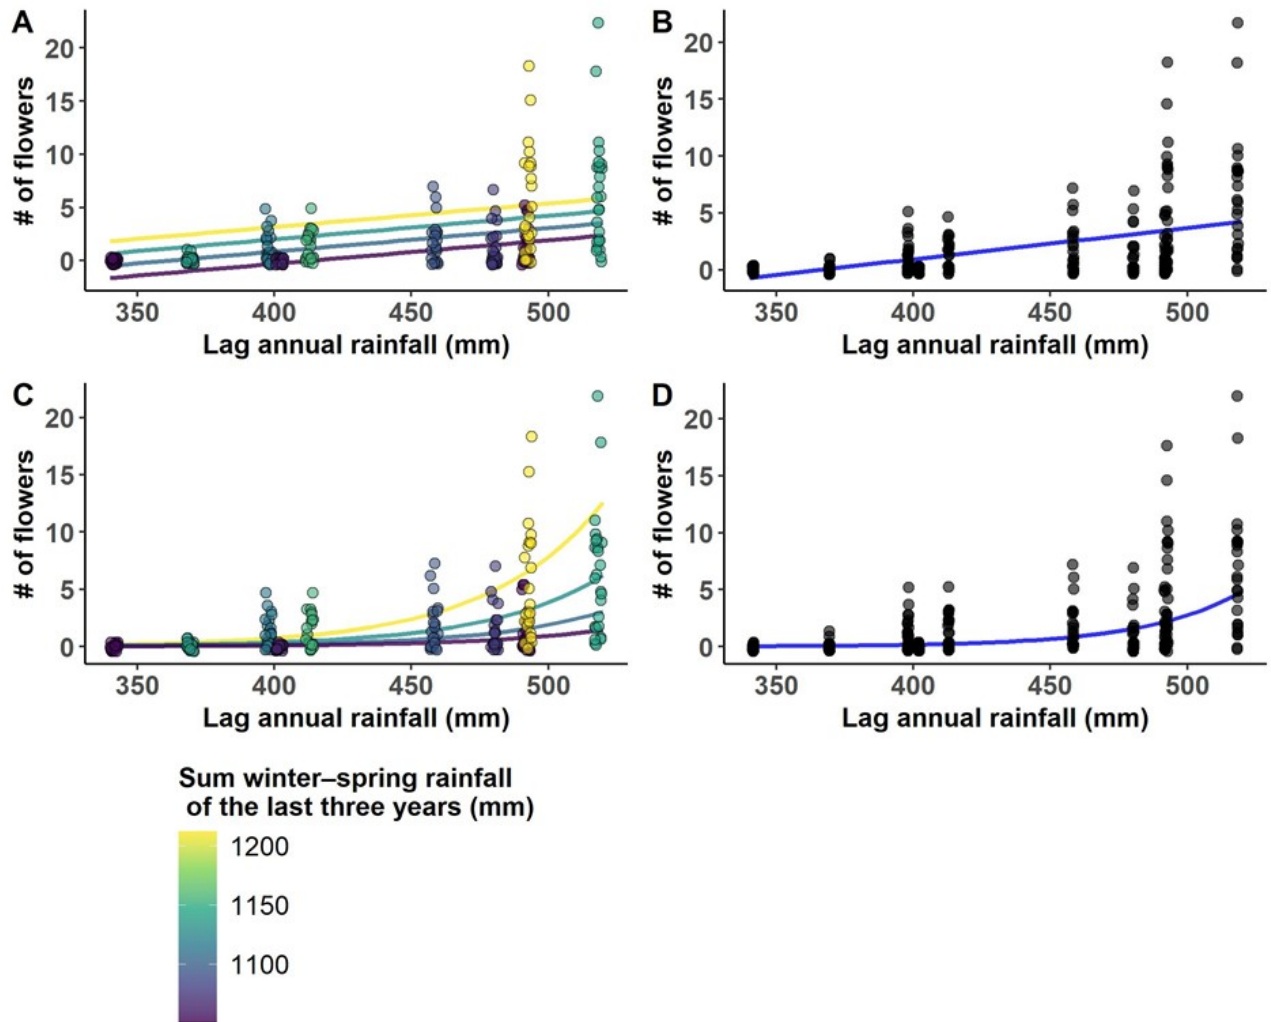 A
B
# of flowers
20
15
10
5
0
350 400 450 500
Lag annual rainfall (mm)
# of flowers
20
15
10
5
0
350 400 450 500
Lag annual rainfall (mm)
C
D
# of flowers
20
15
10
5
0
350 400 450 500
Lag annual rainfall (mm)
# of flowers
20
15
10
5
0
350 400 450 500
Lag annual rainfall (mm)
Sum winter–spring rainfall
of the last three years (mm)
1200
1150
1100